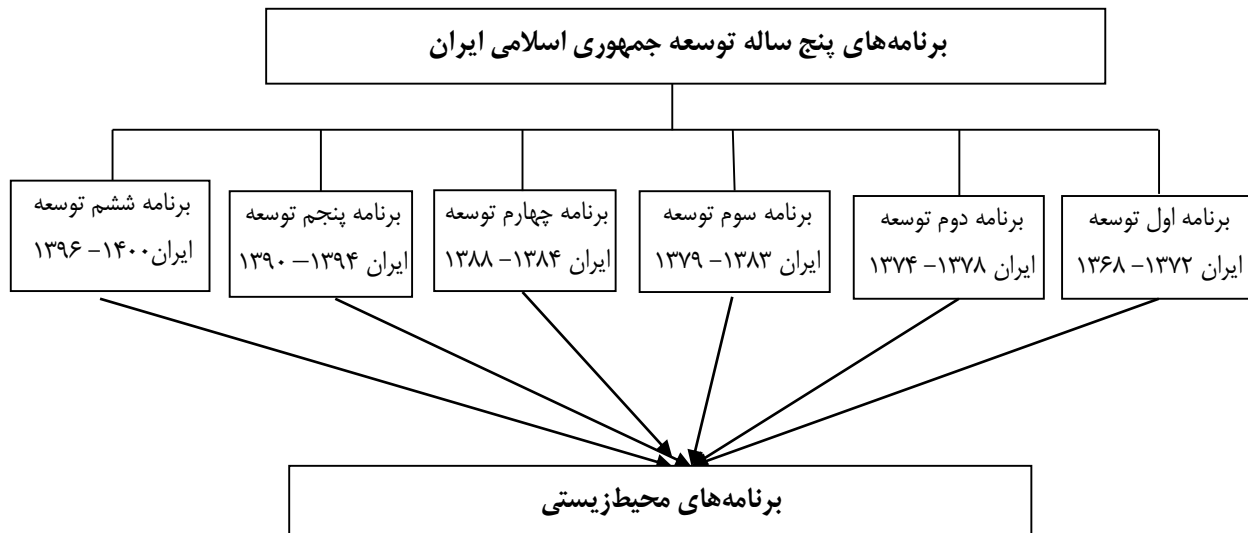 برنامه‌های پنج ساله توسعه جمهوری اسلامی ایران
برنامه اول توسعه
ایران ۱۳۷۲- ۱۳۶۸
برنامه دوم توسعه
ایران ۱۳۷۸- ۱۳۷۴
برنامه سوم توسعه
ایران ۱۳۸۳- ۱۳۷۹
برنامه چهارم توسعه
ایران ۱۳۸۴- ۱۳۸۸
برنامه پنجم توسعه
ایران ۱۳۹۴– ۱۳۹۰
برنامه ششم توسعه
ایران۱۴۰۰- ۱۳۹۶
برنامه‌های محیط‌زیستی